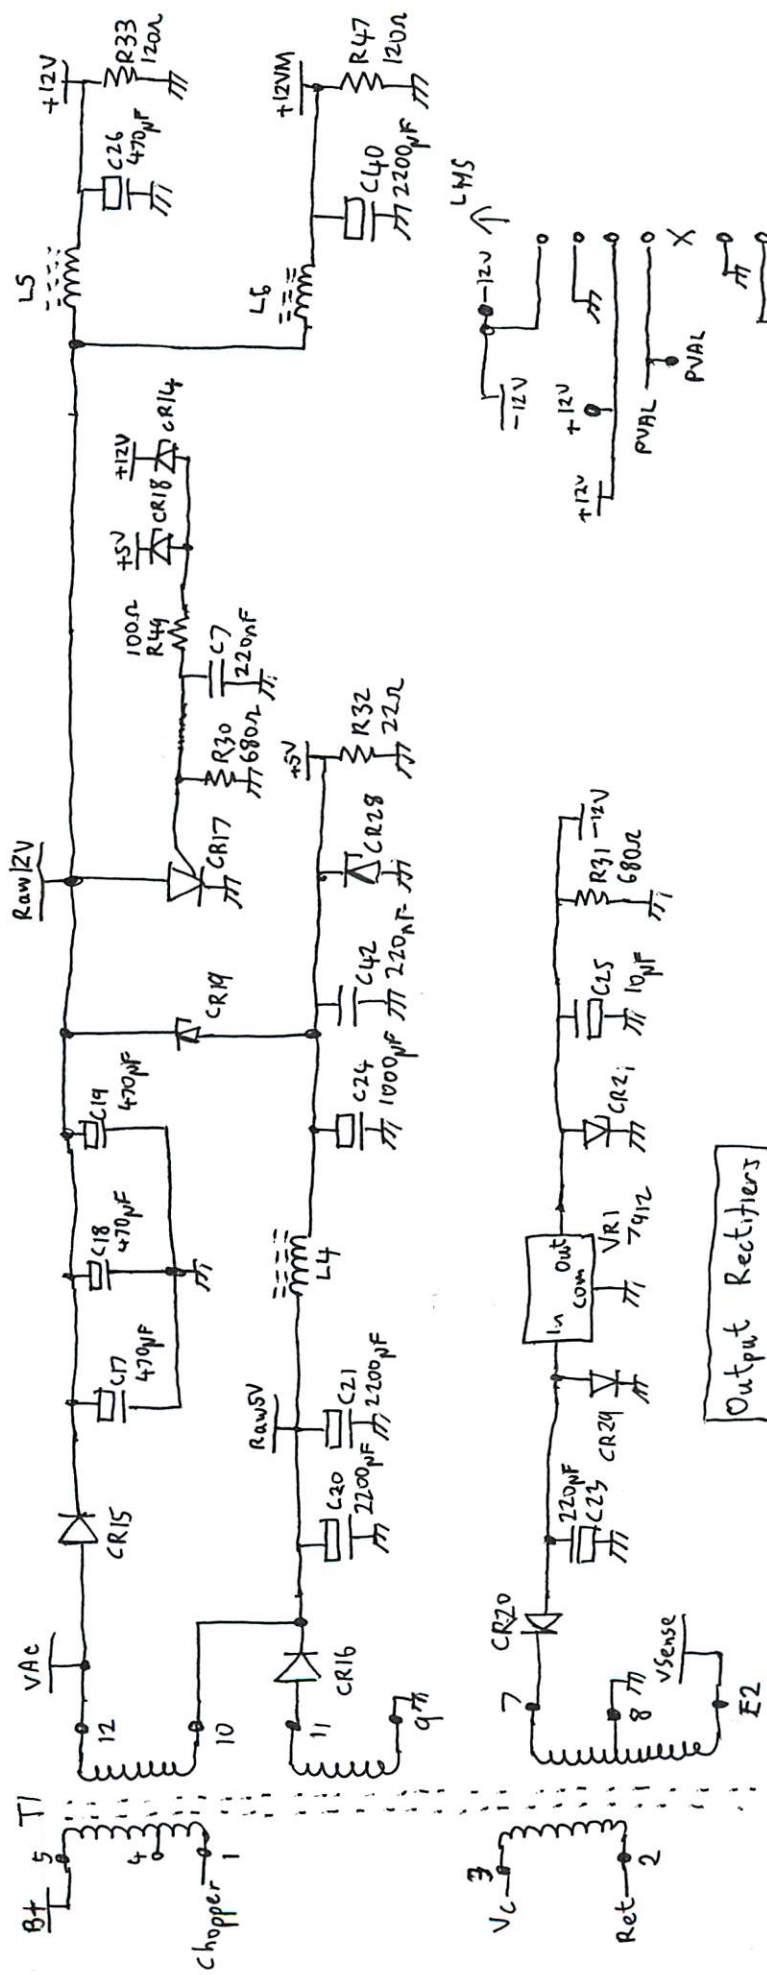 T1
B+
5
4
1
Chopper
12
VAC
10
CR15
C17
470µF
C18
470µF
C19
470µF
CR19
Raw12V
CR17
R30
680Ω
C7
220nF
100Ω
R49
+5V
CR18
+12V
CR14
L5
C26
470µF
+12V
R33
120Ω
L6
C40
2200µF
+12VM
R47
120Ω
11
9
CR16
C20
2200µF
Raw5V
C21
2200µF
L4
C24
1000µF
C42
220nF
CR28
+5V
R32
22Ω
Vc
3
2
Ret
7
8
E2
Vsense
CR20
220µF
C23
CR29
In
Out
Com
VR1
7912
CR21
C25
10µF
R31
680Ω
-12V
-12V
-12V
LMS
+12V
+12V
PVAL
PVAL
X
Output Rectifiers